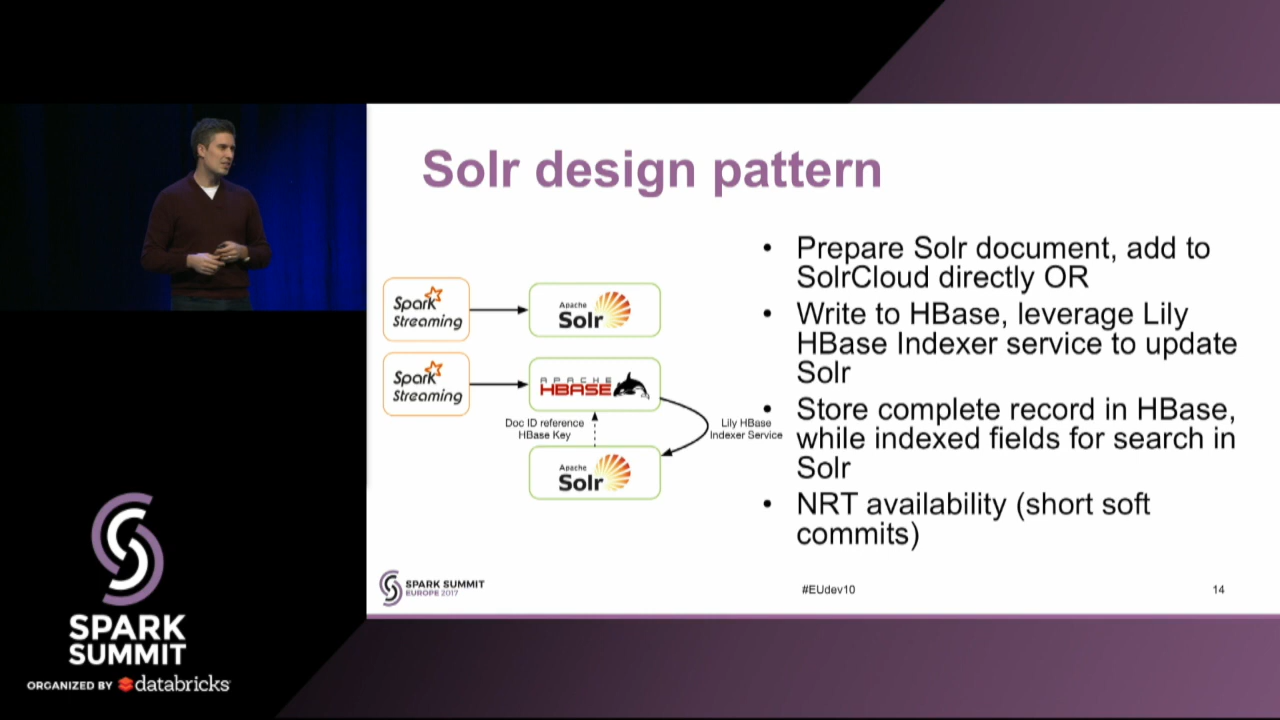 Solr design pattern
Spark
Streaming
Apache
Solr
Spark
Streaming
APACHE
HBASE
Doc ID reference
HBase Key
Lily HBase
Indexer Service
Apache
Solr
• Prepare Solr document, add to
SolrCloud directly OR
• Write to HBase, leverage Lily
HBase Indexer service to update
Solr
• Store complete record in HBase,
while indexed fields for search in
Solr
• NRT availability (short soft
commits)
SPARK SUMMIT
EUROPE 2017
#EUdev10
14
SPARK
SUMMIT
ORGANIZED BY databricks